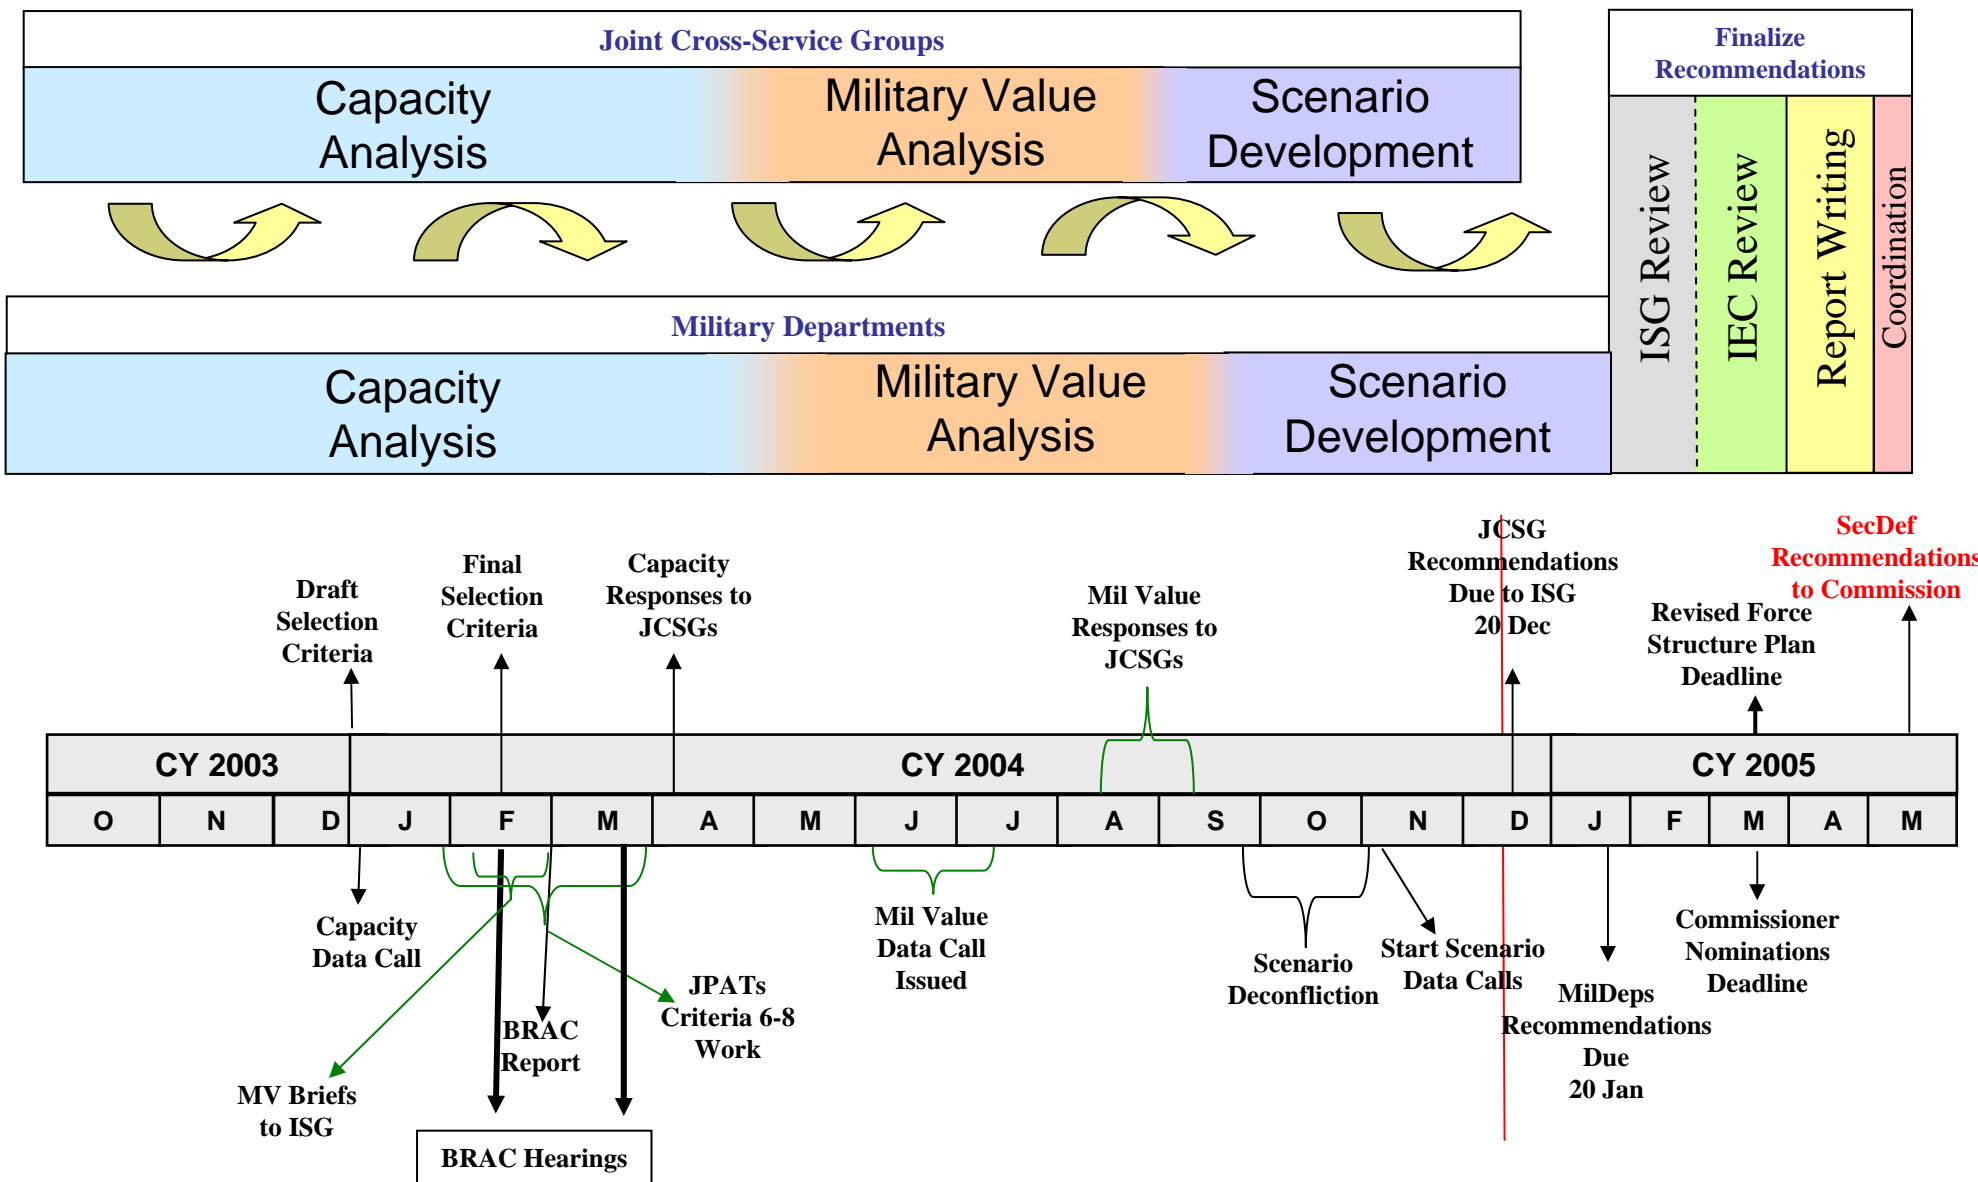 Joint Cross-Service Groups
Capacity
Analysis
Military Value
Analysis
Scenario
Development
Finalize
Recommendations
ISG Review
IEC Review
Report Writing
Coordination
Military Departments
Capacity
Analysis
Military Value
Analysis
Scenario
Development
Draft
Selection
Criteria
Final
Selection
Criteria
Capacity
Responses to
JCSGs
Mil Value
Responses to
JCSGs
JCSG
Recommendations
Due to ISG
20 Dec
Revised Force
Structure Plan
Deadline
SecDef
Recommendations
to Commission
CY 2003
CY 2004
CY 2005
O N D J F M A M J J A S O N D J F M A M
Capacity
Data Call
MV Briefs
to ISG
BRAC
Report
BRAC Hearings
JPATs
Criteria 6-8
Work
Mil Value
Data Call
Issued
Scenario
Deconfliction
Start Scenario
Data Calls
MilDeps
Recommendations
Due
20 Jan
Commissioner
Nominations
Deadline